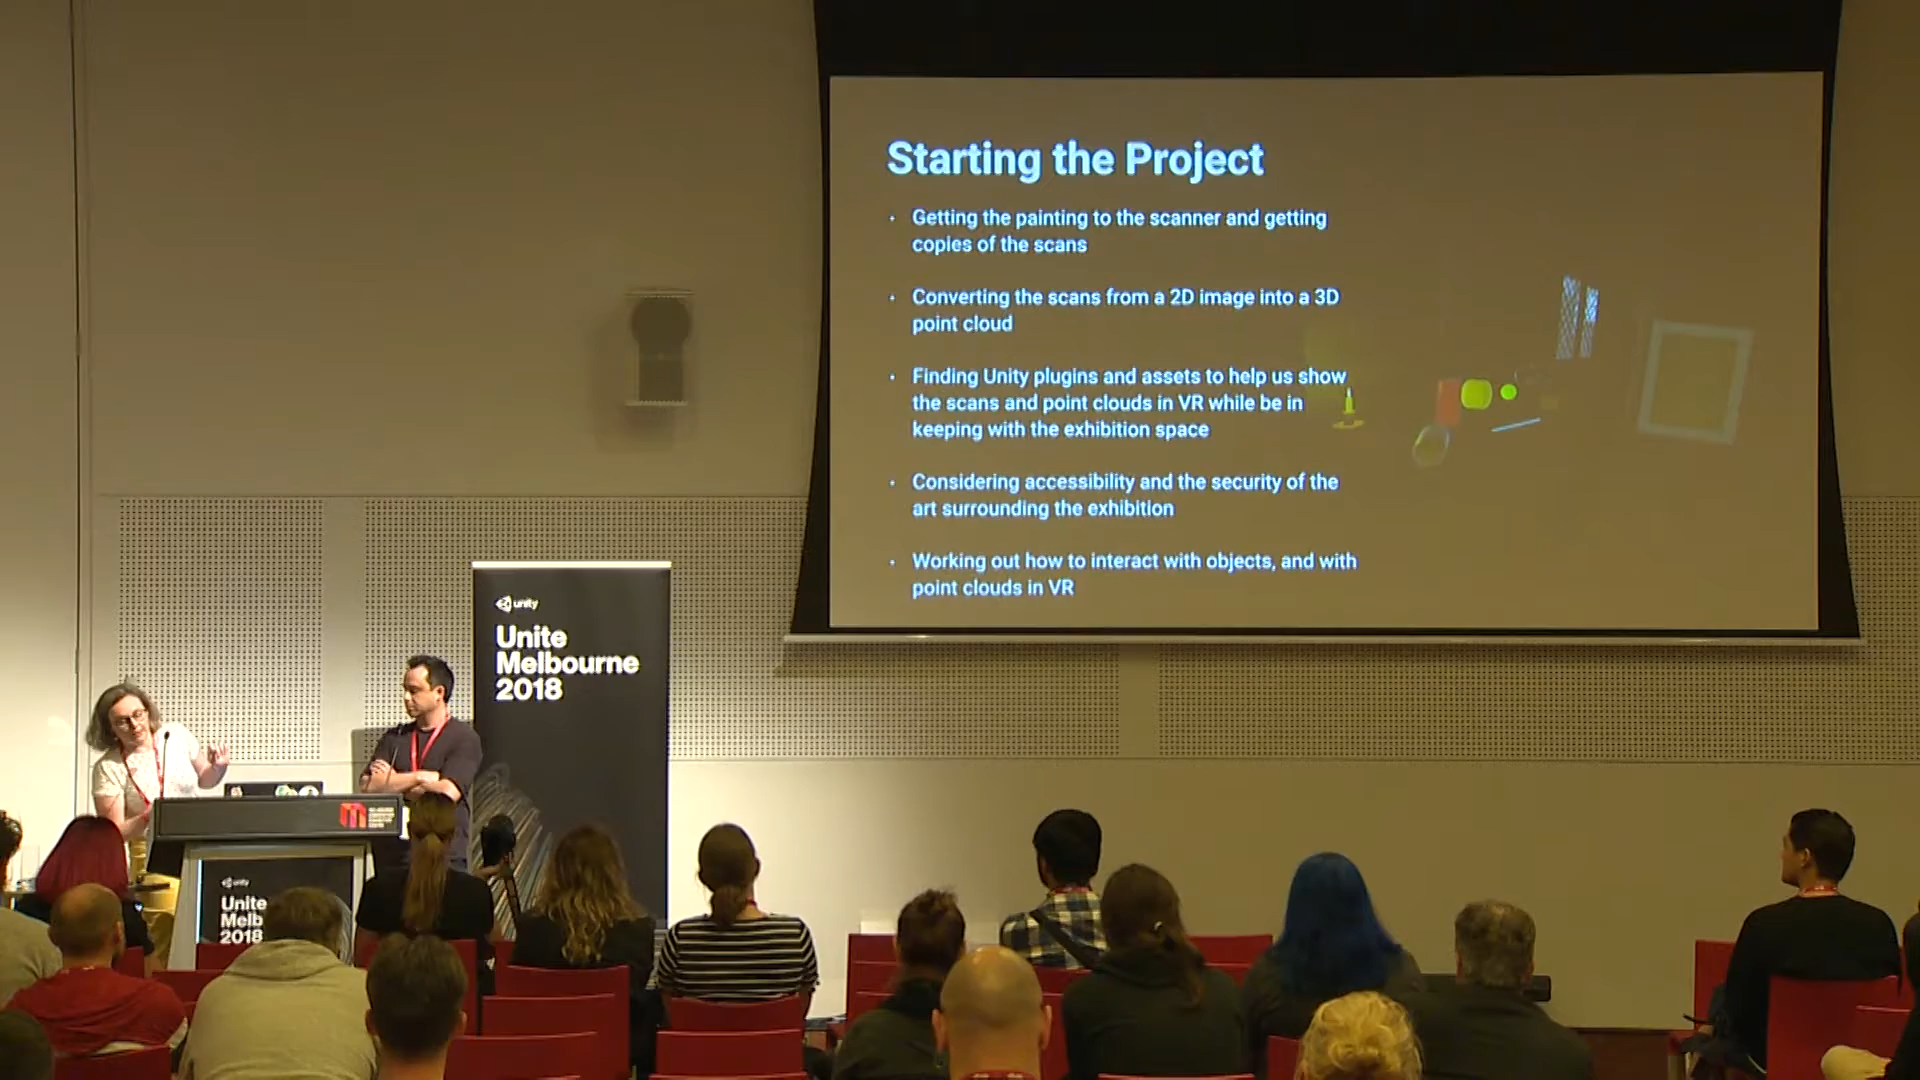 Starting the Project
· Getting the painting to the scanner and getting
copies of the scans
· Converting the scans from a 2D image into a 3D
point cloud
· Finding Unity plugins and assets to help us show
the scans and point clouds in VR while be in
keeping with the exhibition space
· Considering accessibility and the security of the
art surrounding the exhibition
· Working out how to interact with objects, and with
point clouds in VR
unity
Unite
Melbourne
2018
unity
Unite
Melb
2018